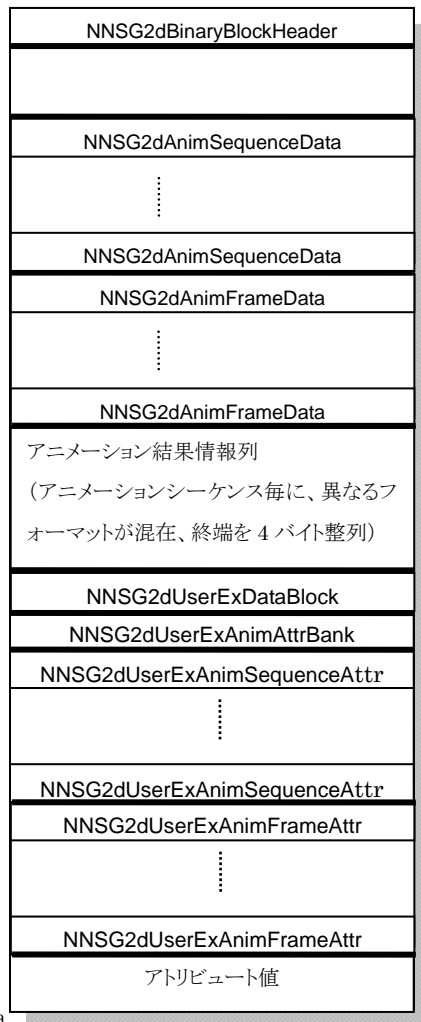 NNSG2dBinaryBlockHeader
NNSG2dAnimSequenceData
NNSG2dAnimSequenceData
NNSG2dAnimFrameData
NNSG2dAnimFrameData
アニメーション結果情報列
（アニメーションシーケンス毎に、異なるフ
ォーマットが混在、終端を 4 バイト整列）
NNSG2dUserExDataBlock
NNSG2dUserExAnimAttrBank
NNSG2dUserExAnimSequenceAttr
NNSG2dUserExAnimSequenceAttr
NNSG2dUserExAnimFrameAttr
NNSG2dUserExAnimFrameAttr
アトリビュート値